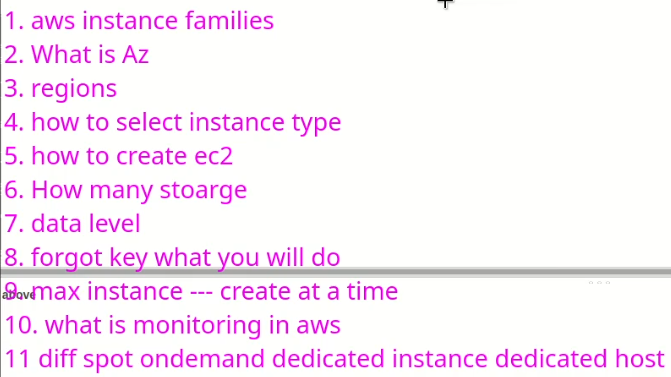 1. aws instance families
2. What is Az
3. regions
4. how to select instance type
5. how to create ec2
6. How many stoarge
7. data level
8. forgot key what you will do
above
9. max instance --- create at a time
10. what is monitoring in aws
11 diff spot ondemand dedicated instance dedicated host